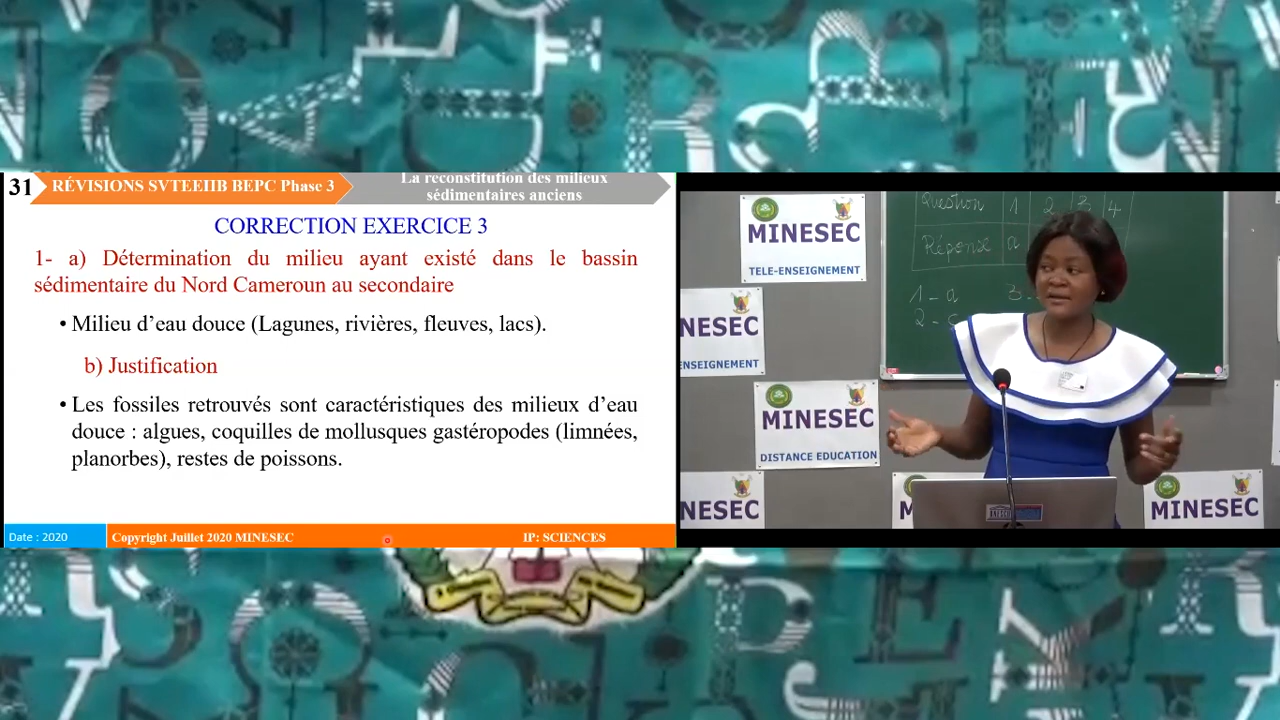 31
RÉVISIONS SVTEEHB BEPC Phase 3
La reconstitution des milieux
sédimentaires anciens
CORRECTION EXERCICE 3
1- a) Détermination du milieu ayant existé dans le bassin
sédimentaire du Nord Cameroun au secondaire
• Milieu d’eau douce (Lagunes, rivières, fleuves, lacs).
b) Justification
• Les fossiles retrouvés sont caractéristiques des milieux d’eau
douce : algues, coquilles de mollusques gastéropodes (limnées,
planorbes), restes de poissons.
Date : 2020
Copyright Juillet 2020 MINESEC
IP: SCIENCES
MINESEC
TELE-ENSEIGNEMENT
NESEC
ENSEIGNEMENT
MINESEC
DISTANCE EDUCATION
NESEC
M
MINESEC
Question 1 2 3 4
Réponse a
1 - a 3
2 - c